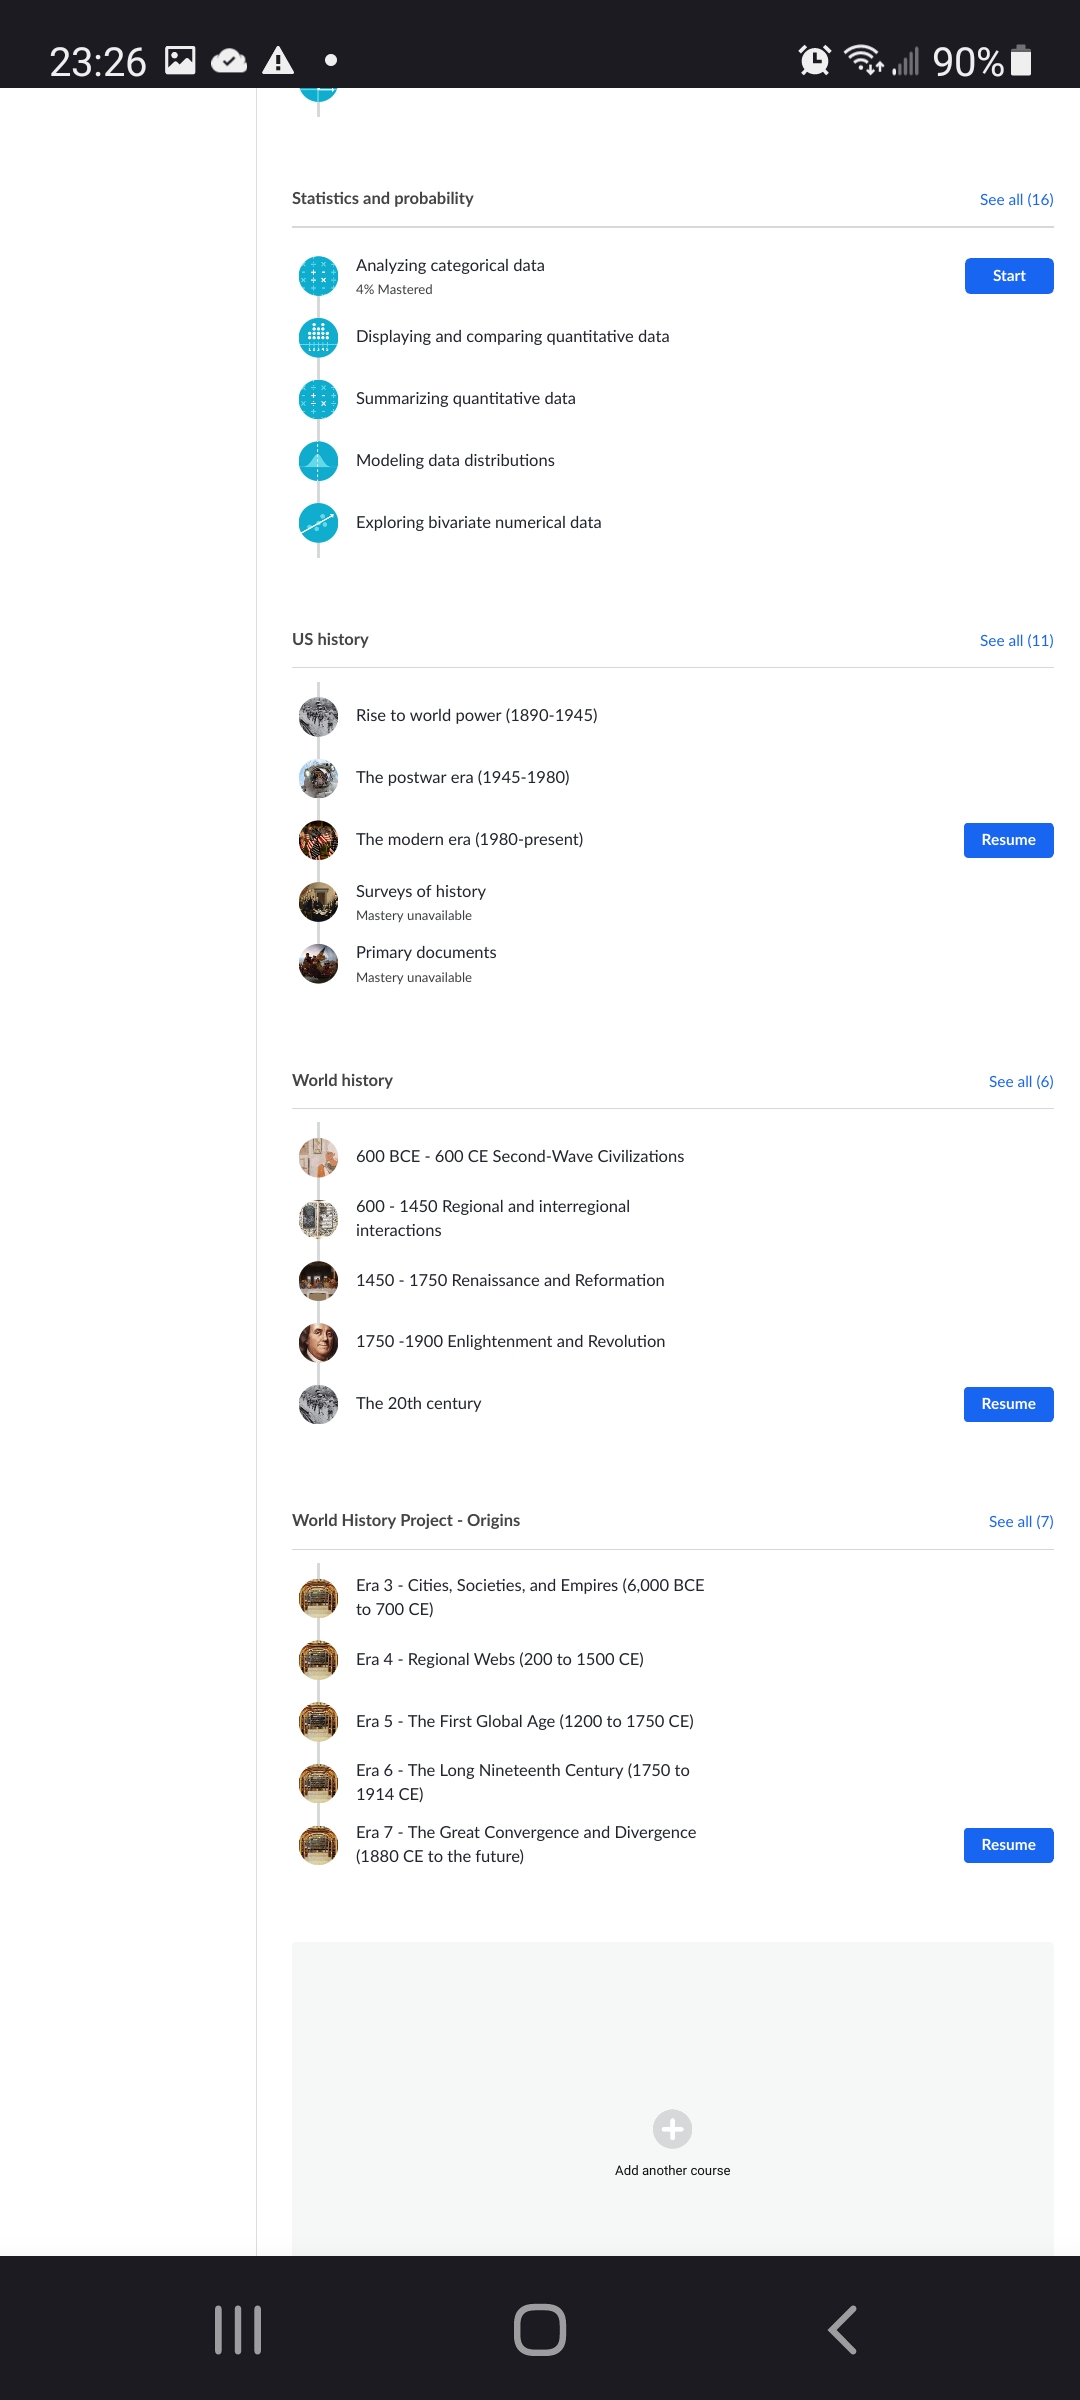 23:26
90%
Statistics and probability
See all (16)
Analyzing categorical data
4% Mastered
Start
Displaying and comparing quantitative data
Summarizing quantitative data
Modeling data distributions
Exploring bivariate numerical data
US history
See all (11)
Rise to world power (1890-1945)
The postwar era (1945-1980)
The modern era (1980-present)
Resume
Surveys of history
Mastery unavailable
Primary documents
Mastery unavailable
World history
See all (6)
600 BCE - 600 CE Second-Wave Civilizations
600 - 1450 Regional and interregional
interactions
1450 - 1750 Renaissance and Reformation
1750 -1900 Enlightenment and Revolution
The 20th century
Resume
World History Project - Origins
See all (7)
Era 3 - Cities, Societies, and Empires (6,000 BCE
to 700 CE)
Era 4 - Regional Webs (200 to 1500 CE)
Era 5 - The First Global Age (1200 to 1750 CE)
Era 6 - The Long Nineteenth Century (1750 to
1914 CE)
Era 7 - The Great Convergence and Divergence
(1880 CE to the future)
Resume
Add another course